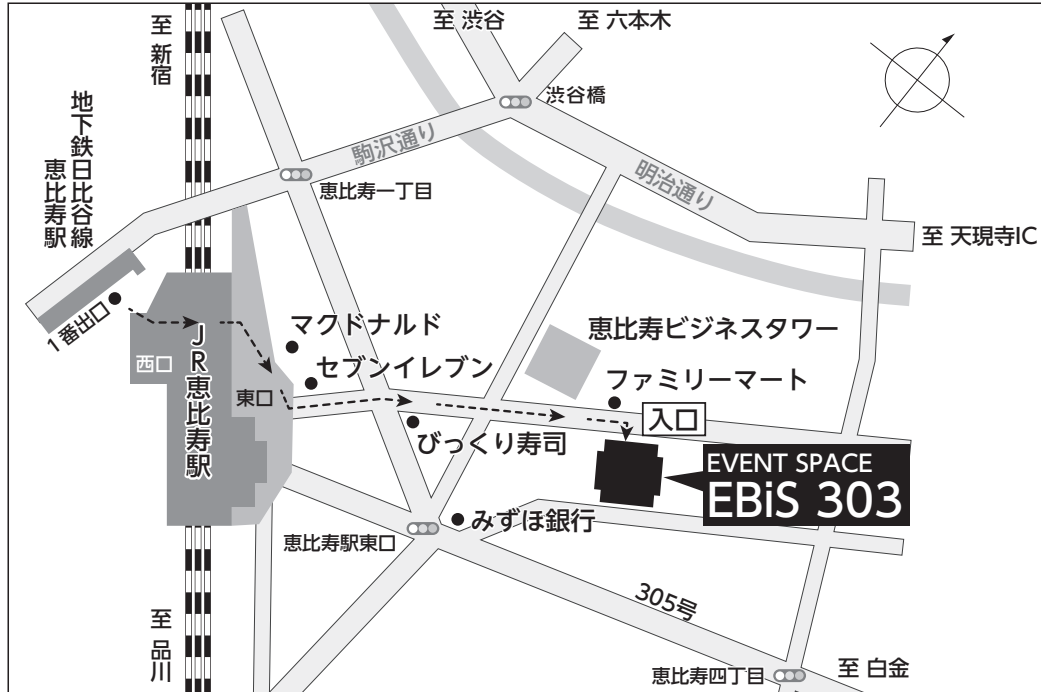 至 新宿
至 渋谷
至 六本木
渋谷橋
地下鉄日比谷線
恵比寿駅
駒沢通り
恵比寿一丁目
明治通り
至 天現寺IC
1番出口
JR恵比寿駅
西口
東口
マクドナルド
セブンイレブン
恵比寿ビジネスタワー
ファミリーマート
入口
びっくり寿司
EVENT SPACE
EBiS 303
みずほ銀行
恵比寿駅東口
305号
至 品川
恵比寿四丁目
至 白金